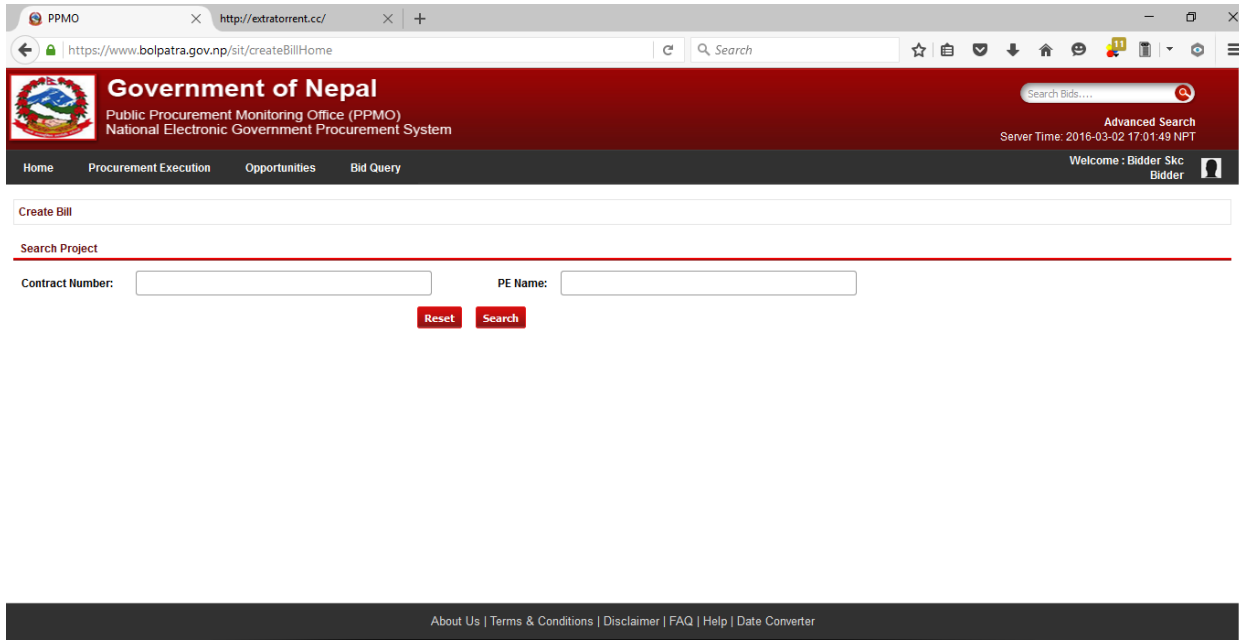 PPMO
http://extratorrent.cc/
https://www.bolpatra.gov.np/sit/createBillHome
Search
11
Government of Nepal
Public Procurement Monitoring Office (PPMO)
National Electronic Government Procurement System
Search Bids....
Advanced Search
Server Time: 2016-03-02 17:01:49 NPT
Home Procurement Execution Opportunities Bid Query
Welcome : Bidder Skc
Bidder
Create Bill
Search Project
Contract Number: PE Name:
Reset Search
About Us | Terms & Conditions | Disclaimer | FAQ | Help | Date Converter